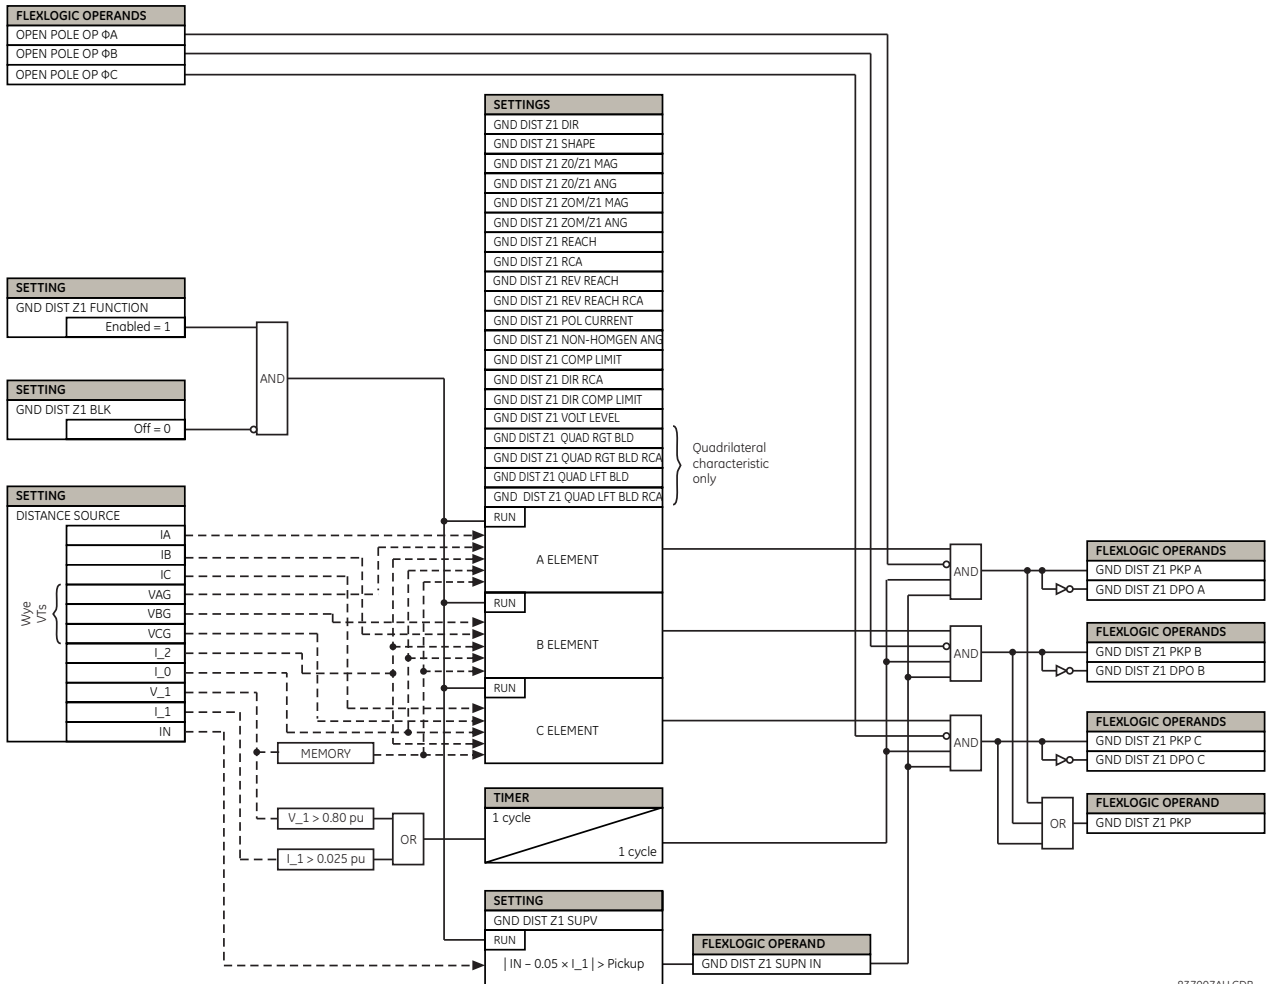 FLEXLOGIC OPERANDS
OPEN POLE OP ΦA
OPEN POLE OP ΦB
OPEN POLE OP ΦC
SETTINGS
GND DIST Z1 DIR
GND DIST Z1 SHAPE
GND DIST Z1 Z0/Z1 MAG
GND DIST Z1 Z0/Z1 ANG
GND DIST Z1 ZOM/Z1 MAG
GND DIST Z1 ZOM/Z1 ANG
GND DIST Z1 REACH
GND DIST Z1 RCA
GND DIST Z1 REV REACH
GND DIST Z1 REV REACH RCA
GND DIST Z1 POL CURRENT
GND DIST Z1 NON-HOMGEN ANG
GND DIST Z1 COMP LIMIT
GND DIST Z1 DIR RCA
GND DIST Z1 DIR COMP LIMIT
GND DIST Z1 VOLT LEVEL
GND DIST Z1 QUAD RGT BLD
GND DIST Z1 QUAD RGT BLD RCA
GND DIST Z1 QUAD LFT BLD
GND DIST Z1 QUAD LFT BLD RCA
Quadrilateral
characteristic
only
SETTING
GND DIST Z1 FUNCTION
Enabled = 1
SETTING
GND DIST Z1 BLK
Off = 0
AND
SETTING
DISTANCE SOURCE
IA
IB
IC
VAG
VBG
VCG
I_2
I_0
V_1
I_1
IN
Wye
VTs
RUN
A ELEMENT
RUN
B ELEMENT
RUN
C ELEMENT
MEMORY
V_1 > 0.80 pu
I_1 > 0.025 pu
OR
TIMER
1 cycle
1 cycle
SETTING
GND DIST Z1 SUPV
RUN
| IN – 0.05 × I_1 | > Pickup
FLEXLOGIC OPERAND
GND DIST Z1 SUPN IN
AND
AND
AND
FLEXLOGIC OPERANDS
GND DIST Z1 PKP A
GND DIST Z1 DPO A
FLEXLOGIC OPERANDS
GND DIST Z1 PKP B
GND DIST Z1 DPO B
FLEXLOGIC OPERANDS
GND DIST Z1 PKP C
GND DIST Z1 DPO C
OR
FLEXLOGIC OPERAND
GND DIST Z1 PKP